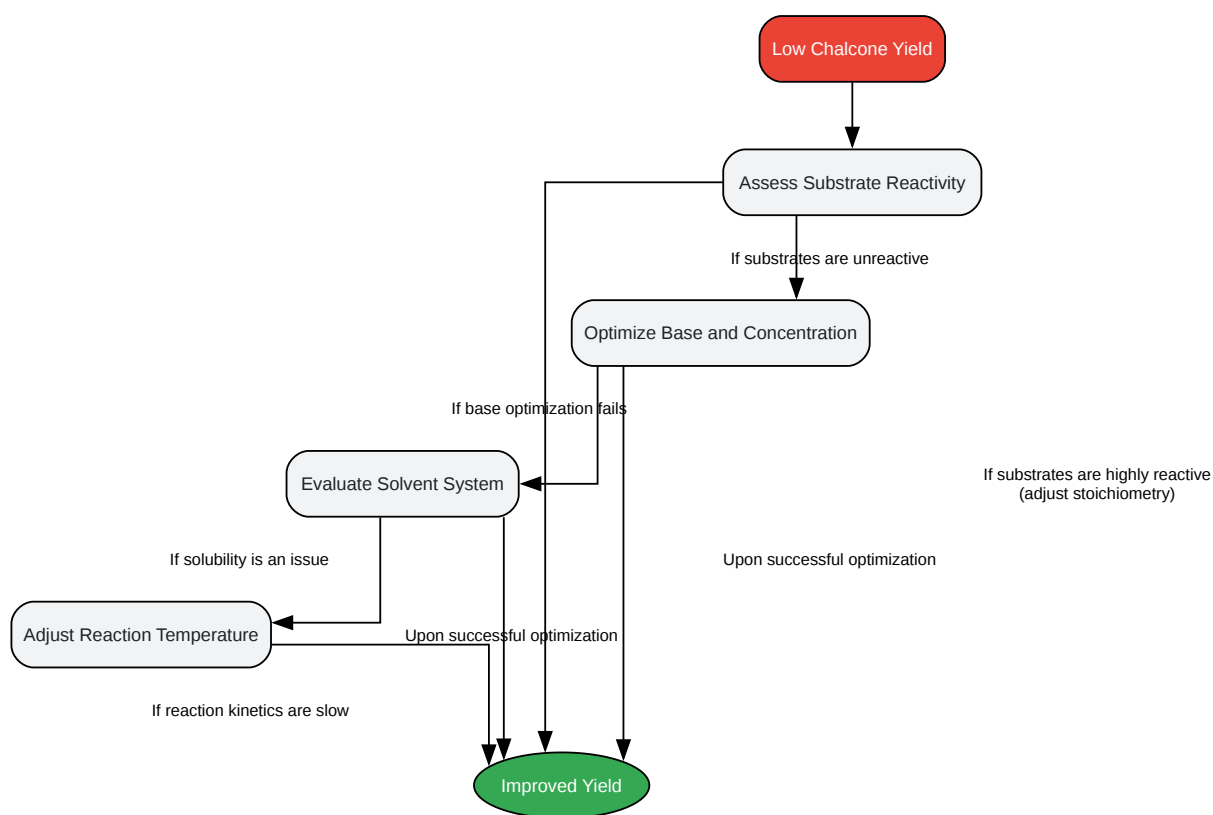 Low Chalcone Yield
Assess Substrate Reactivity
If substrates are unreactive
Optimize Base and Concentration
If base optimization fails
Evaluate Solvent System
If substrates are highly reactive
(adjust stoichiometry)
If solubility is an issue
Upon successful optimization
Adjust Reaction Temperature
Upon successful optimization
If reaction kinetics are slow
Improved Yield